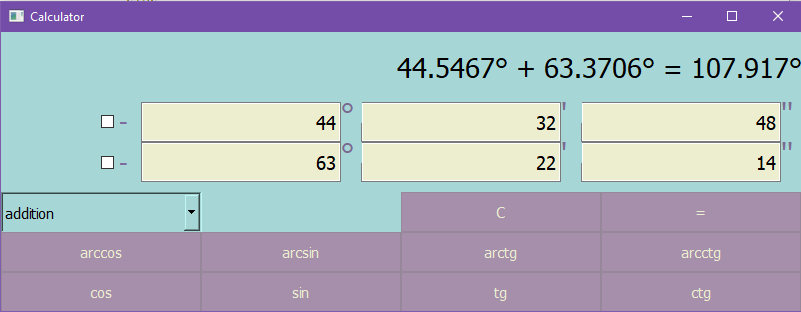 Calculator
44.5467° + 63.3706° = 107.917°
- 44° 32' 48"
- 63° 22' 14"
addition C =
arccos arcsin arctg arcctg
cos sin tg ctg